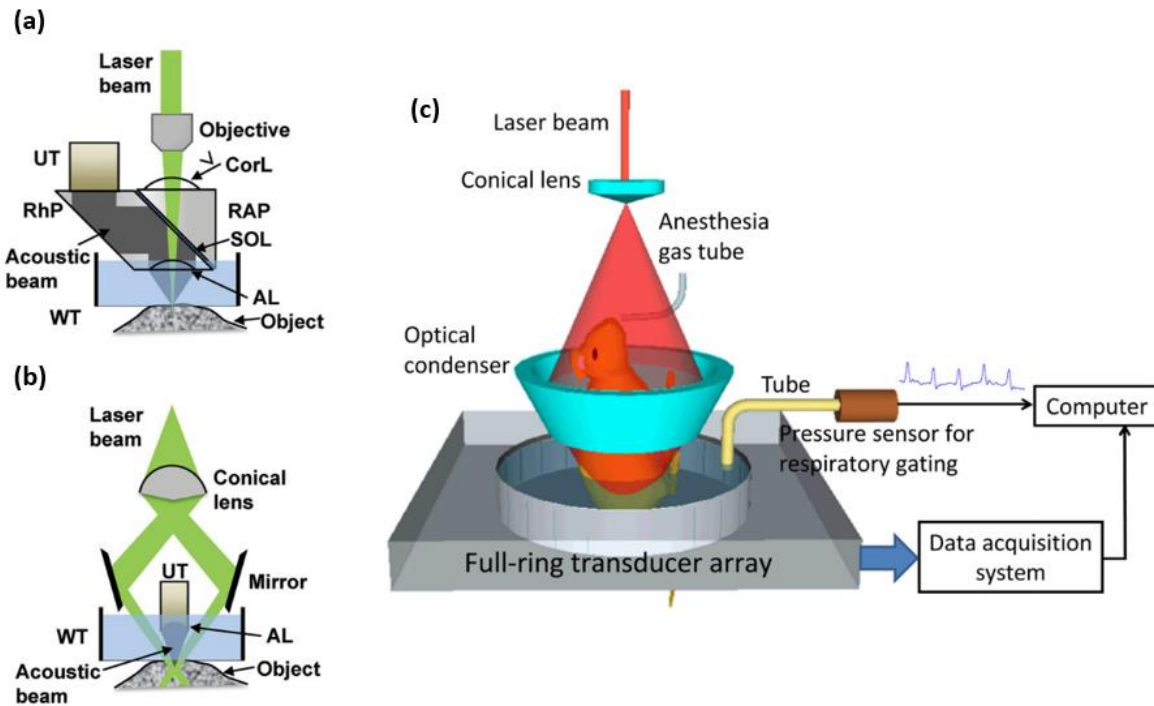 (a)
Laser
beam
Objective
UT
CorL
RhP
RAP
SOL
Acoustic
beam
AL
WT
Object
(b)
Laser
beam
Conical
lens
UT
Mirror
WT
AL
Acoustic
beam
Object
(c)
Laser beam
Conical lens
Anesthesia
gas tube
Optical
condenser
Tube
Computer
Pressure sensor for
respiratory gating
Full-ring transducer array
Data acquisition
system